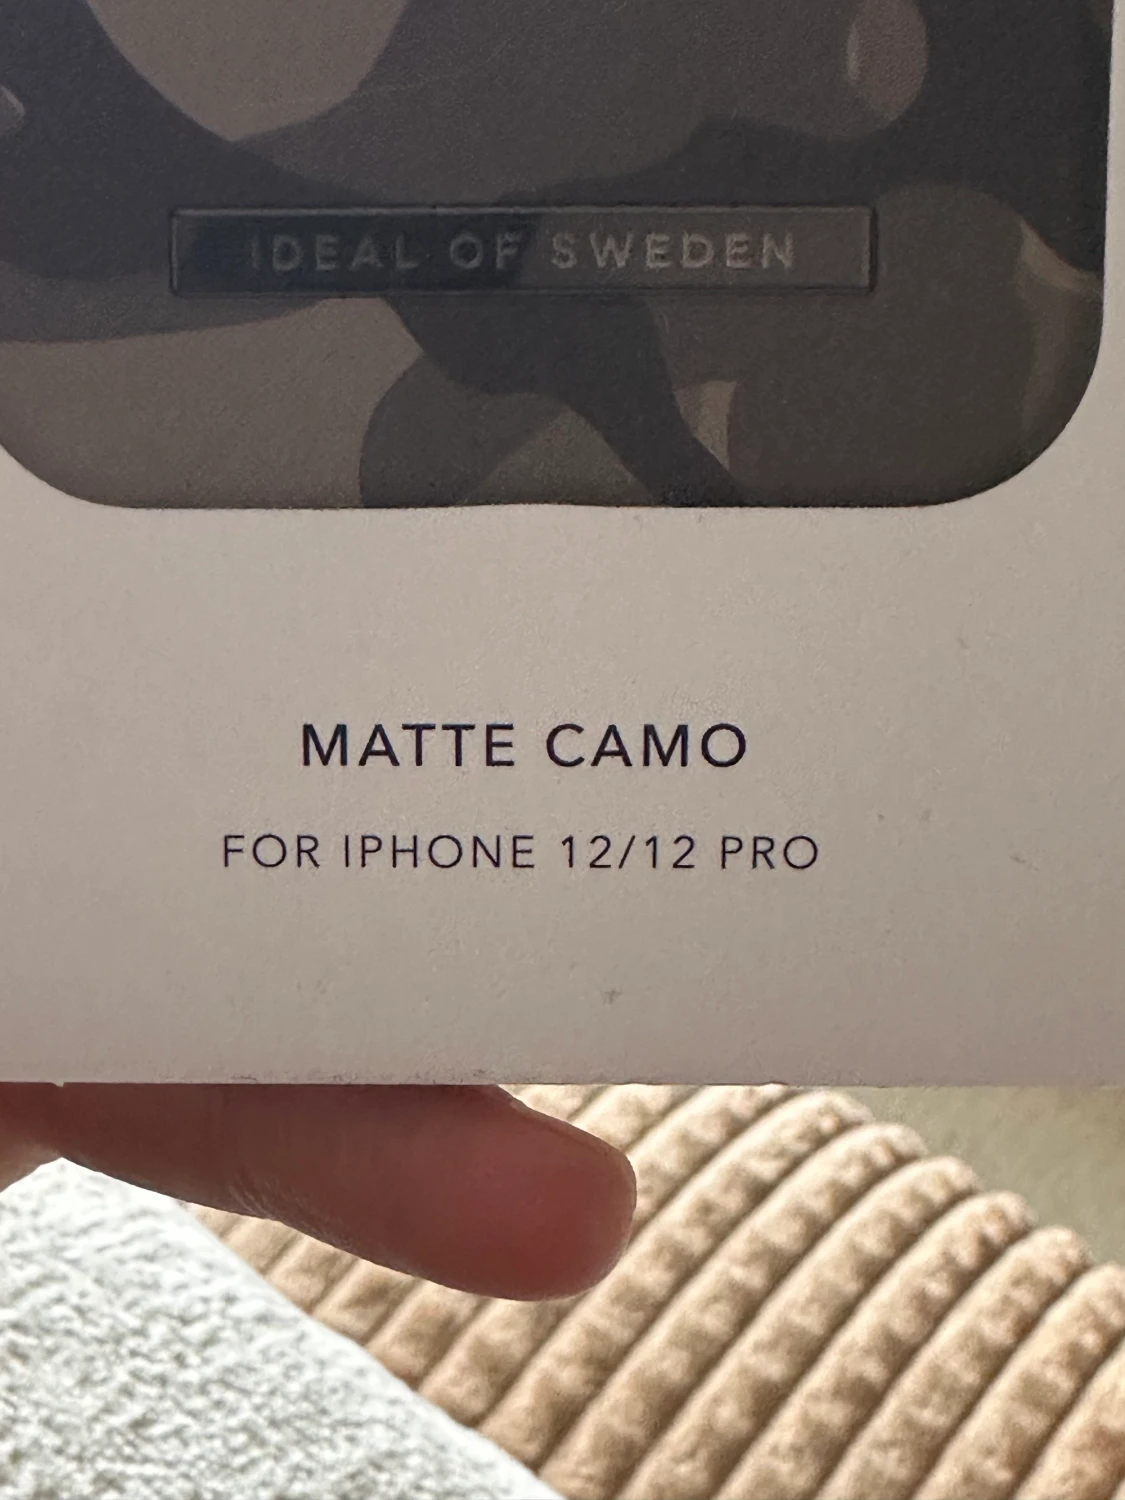 IDEAL OF SWEDEN
MATTE CAMO
FOR IPHONE 12/12 PRO